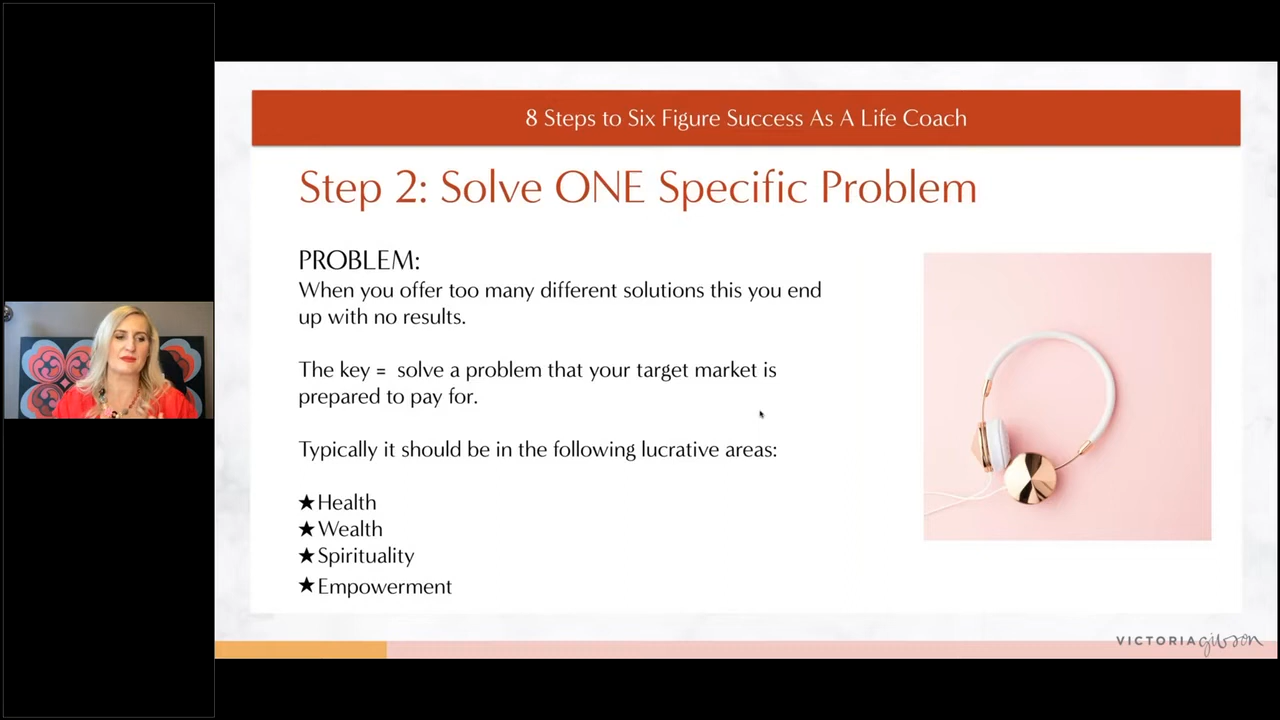 8 Steps to Six Figure Success As A Life Coach
Step 2: Solve ONE Specific Problem
PROBLEM:
When you offer too many different solutions this you end
up with no results.
The key = solve a problem that your target market is
prepared to pay for.
Typically it should be in the following lucrative areas:
★Health
★Wealth
★Spirituality
★Empowerment
VICTORIA gibson